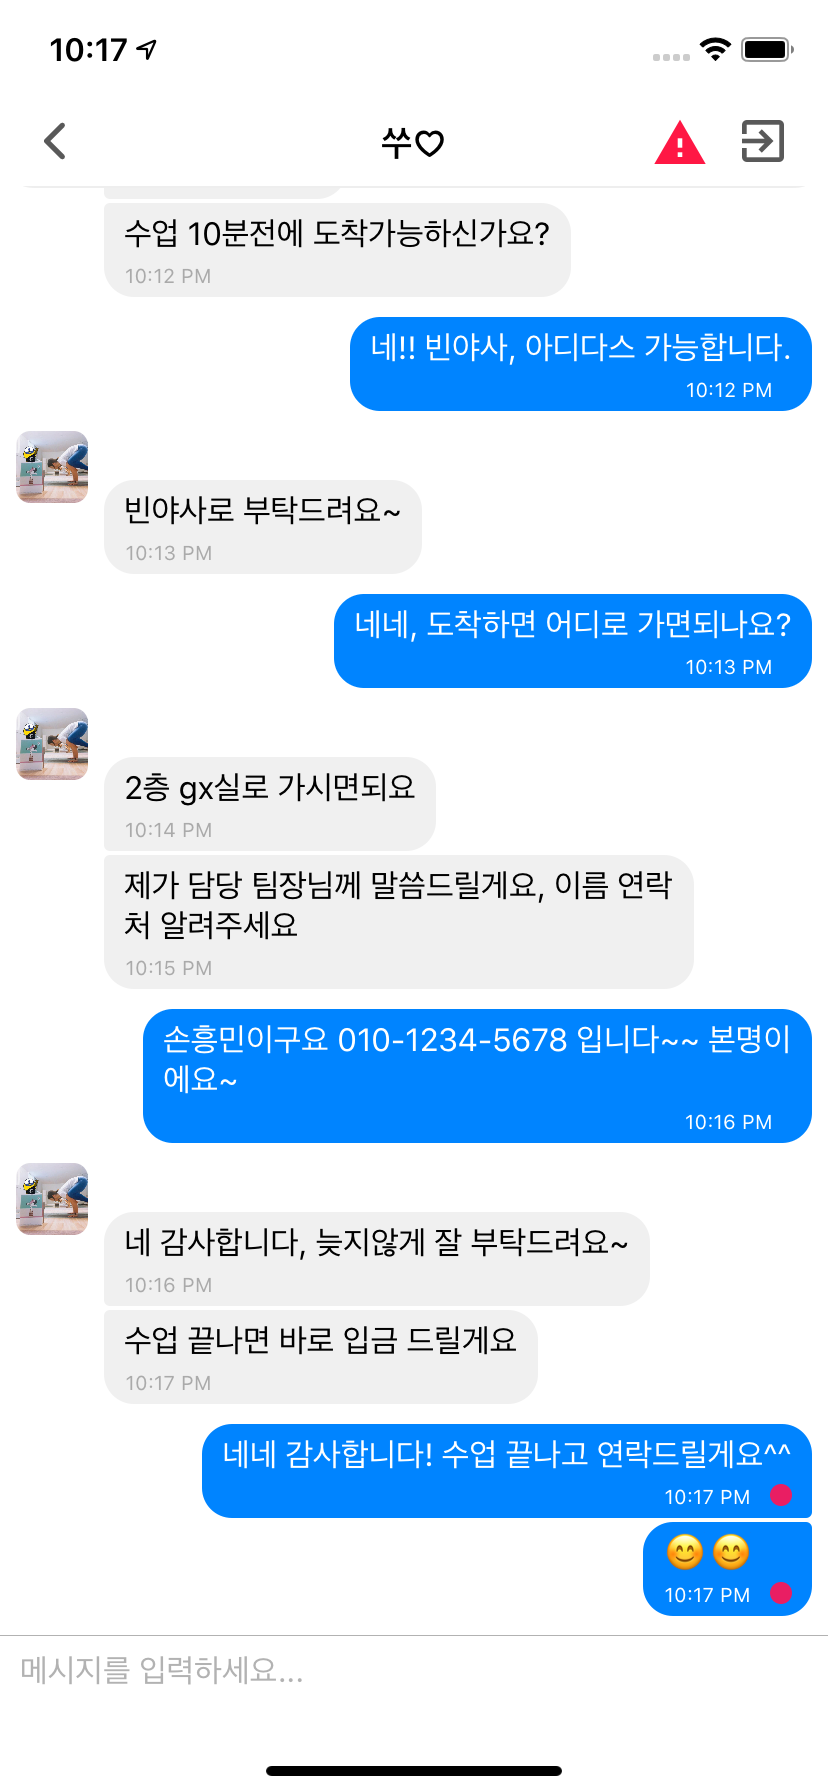 10:17
쑤♡
수업 10분전에 도착가능하신가요?
10:12 PM
네!! 빈야사, 아디다스 가능합니다.
10:12 PM
빈야사로 부탁드려요~
10:13 PM
네네, 도착하면 어디로 가면되나요?
10:13 PM
2층 gx실로 가시면되요
10:14 PM
제가 담당 팀장님께 말씀드릴게요, 이름 연락
처 알려주세요
10:15 PM
손흥민이구요 010-1234-5678 입니다~~ 본명이
에요~
10:16 PM
네 감사합니다, 늦지않게 잘 부탁드려요~
10:16 PM
수업 끝나면 바로 입금 드릴게요
10:17 PM
네네 감사합니다! 수업 끝나고 연락드릴게요^^
10:17 PM
😊 😊
10:17 PM
메시지를 입력하세요...